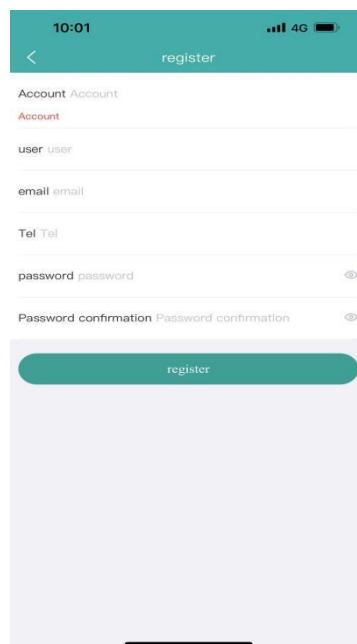 10:01 4G
register
Account Account
Account
user user
email email
Tel Tel
password password
Password confirmation Password confirmation
register